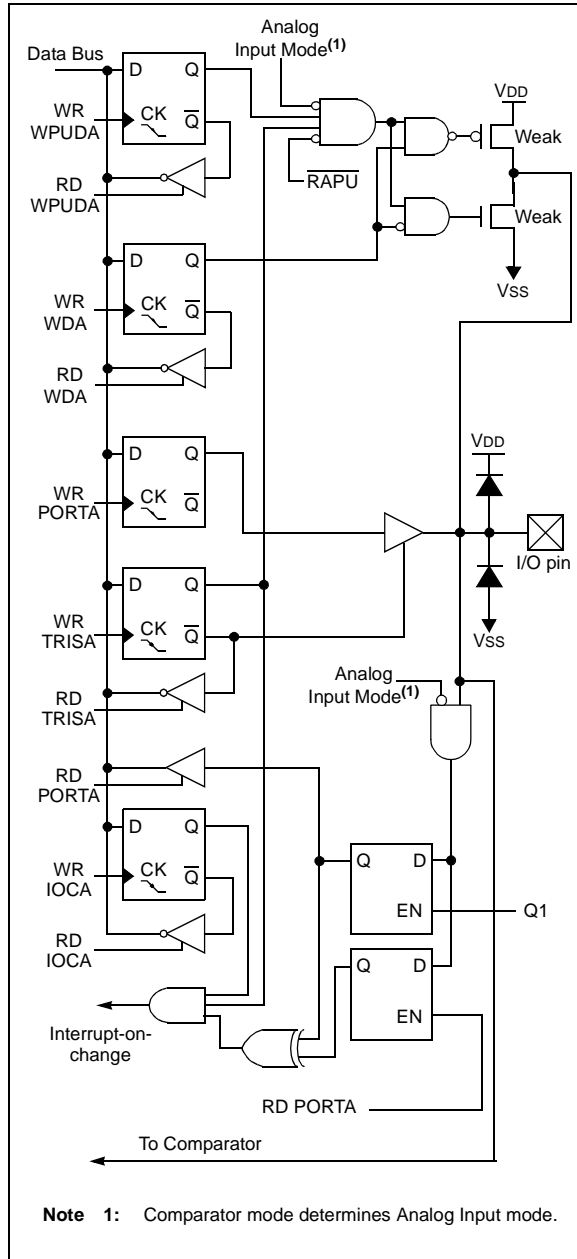 Analog
Input Mode(1)
Data Bus
D Q
WR
WPUDA
CK Q
VDD
Weak
RAPU
RD
WPUDA
Weak
D Q
VSS
WR
WDA
CK Q
RD
WDA
D Q
VDD
WR
PORTA
CK Q
I/O pin
D Q
WR
TRISA
CK Q
VSS
Analog
Input Mode(1)
RD
TRISA
RD
PORTA
D Q
Q D
WR
IOCA
CK Q
EN
Q1
RD
IOCA
Q D
EN
Interrupt-on-
change
RD PORTA
To Comparator
Note 1: Comparator mode determines Analog Input mode.